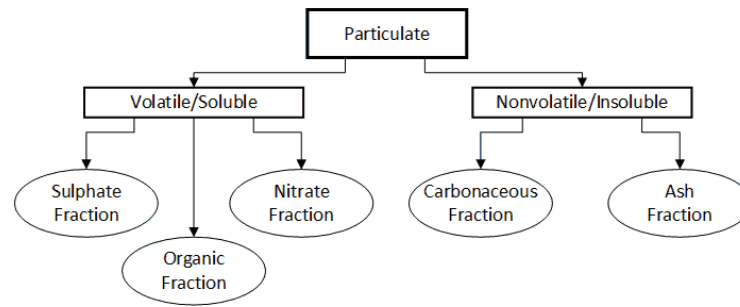 Particulate
Volatile/Soluble
Nonvolatile/Insoluble
Sulphate
Fraction
Organic
Fraction
Nitrate
Fraction
Carbonaceous
Fraction
Ash
Fraction